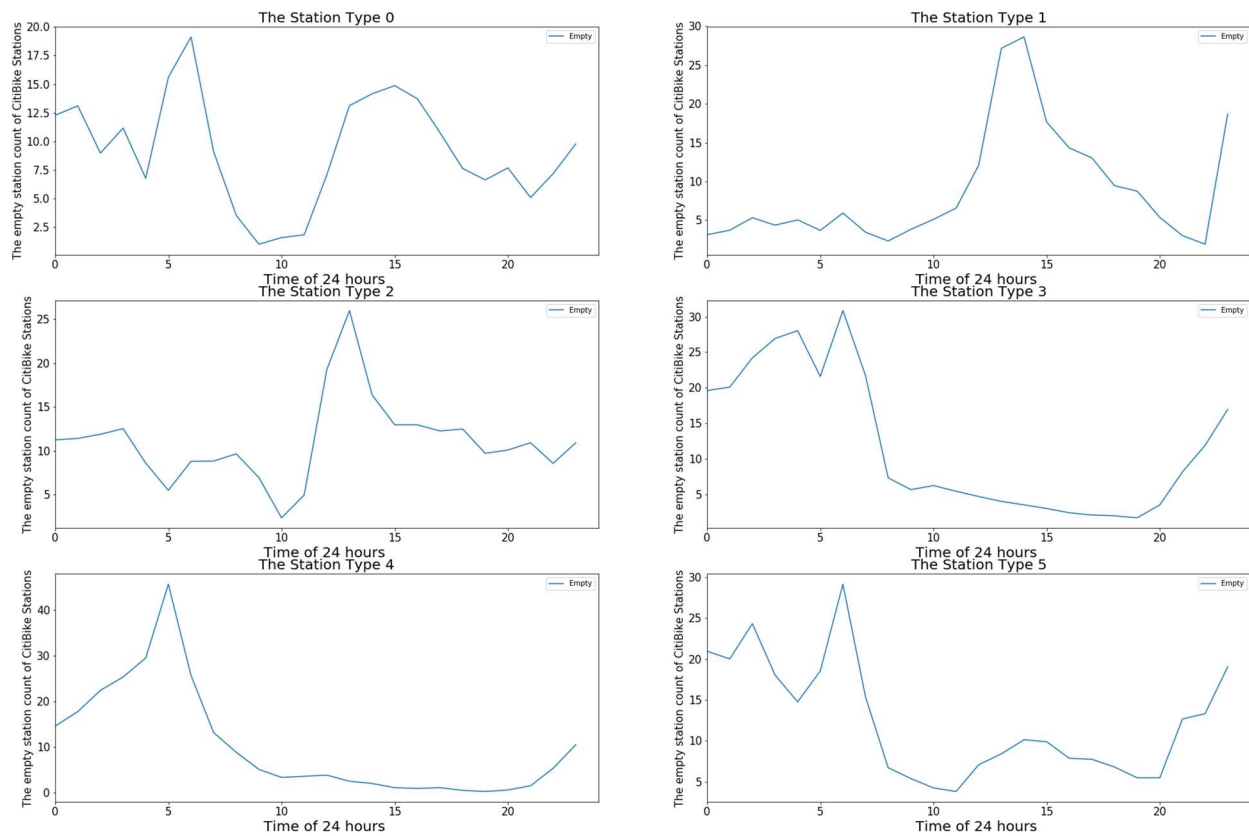 The Station Type 0
The empty station count of CitiBike Stations
20.0
17.5
15.0
12.5
10.0
7.5
5.0
2.5
Empty
0 5 10 15 20
Time of 24 hours
The Station Type 1
The empty station count of CitiBike Stations
30
25
20
15
10
5
Empty
0 5 10 15 20
Time of 24 hours
The Station Type 2
The empty station count of CitiBike Stations
25
20
15
10
5
Empty
0 5 10 15 20
Time of 24 hours
The Station Type 3
The empty station count of CitiBike Stations
30
25
20
15
10
5
Empty
0 5 10 15 20
Time of 24 hours
The Station Type 4
The empty station count of CitiBike Stations
40
30
20
10
0
Empty
0 5 10 15 20
Time of 24 hours
The Station Type 5
The empty station count of CitiBike Stations
30
25
20
15
10
5
Empty
0 5 10 15 20
Time of 24 hours